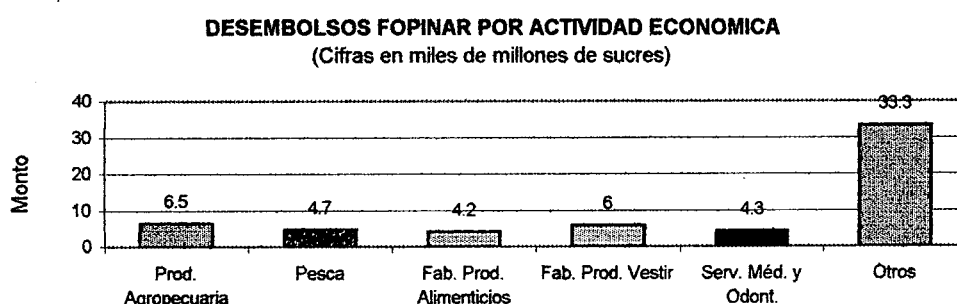 DESEMBOLSOS FOPINAR POR ACTIVIDAD ECONOMICA
(Cifras en miles de millones de sucres)
Monto
40
30
20
10
0
6.5
4.7
4.2
6
4.3
33.3
Prod.
Agropecuaria
Pesca
Fab. Prod.
Alimenticios
Fab. Prod. Vestir
Serv. Méd. y
Odont.
Otros